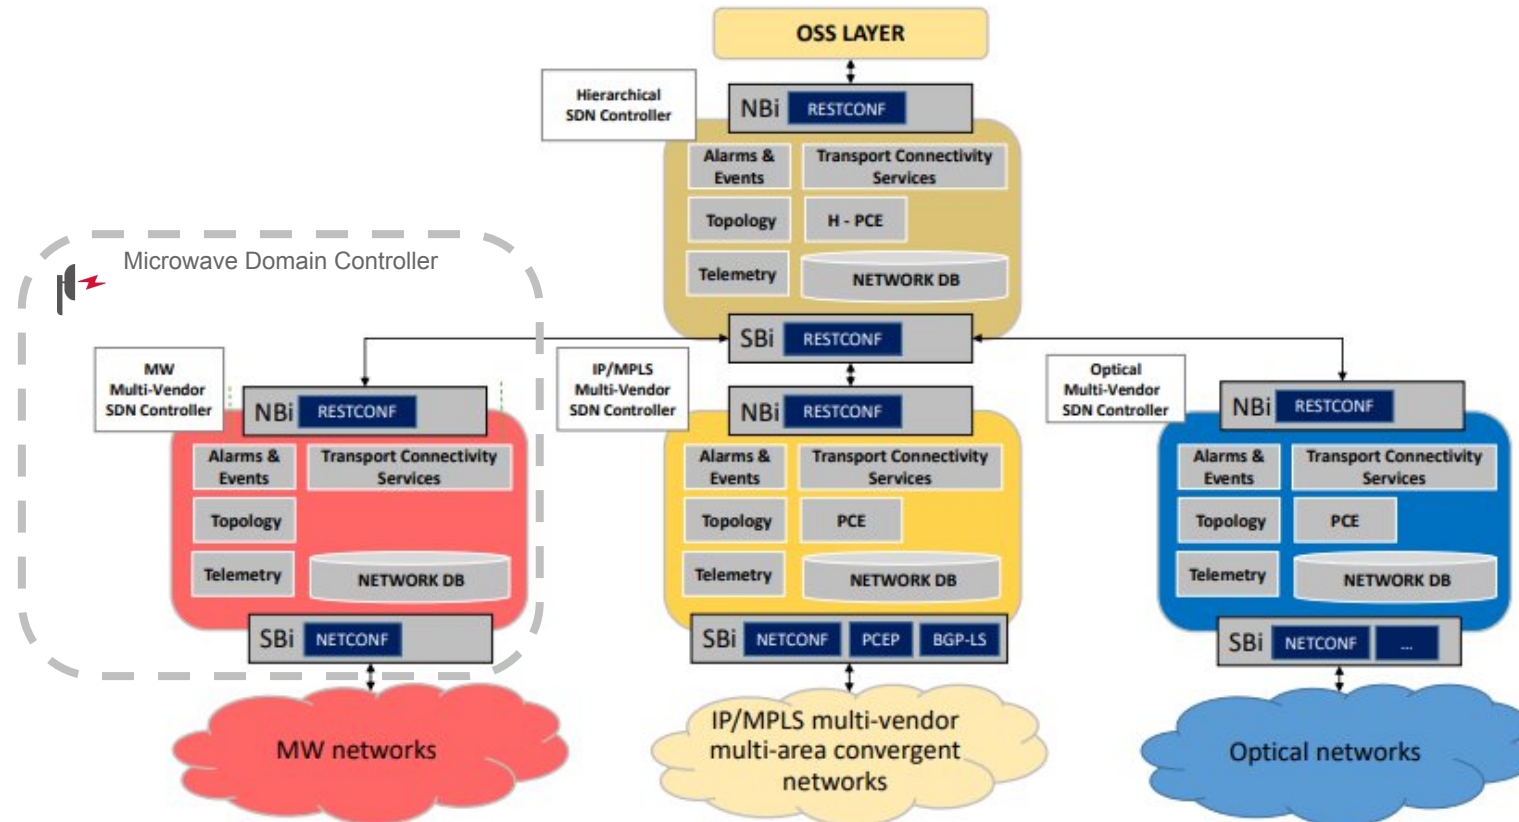 OSS LAYER
Hierarchical
SDN Controller
NBi
RESTCONF
Alarms &
Events
Transport Connectivity
Services
Topology
H - PCE
Telemetry
NETWORK DB
SBi
RESTCONF
Microwave Domain Controller
MW
Multi-Vendor
SDN Controller
NBi
RESTCONF
Alarms &
Events
Transport Connectivity
Services
Topology
Telemetry
NETWORK DB
SBi
NETCONF
MW networks
IP/MPLS
Multi-Vendor
SDN Controller
NBi
RESTCONF
Alarms &
Events
Transport Connectivity
Services
Topology
PCE
Telemetry
NETWORK DB
SBi
NETCONF
PCEP
BGP-LS
IP/MPLS multi-vendor
multi-area convergent
networks
Optical
Multi-Vendor
SDN Controller
NBi
RESTCONF
Alarms &
Events
Transport Connectivity
Services
Topology
PCE
Telemetry
NETWORK DB
SBi
NETCONF
...
Optical networks